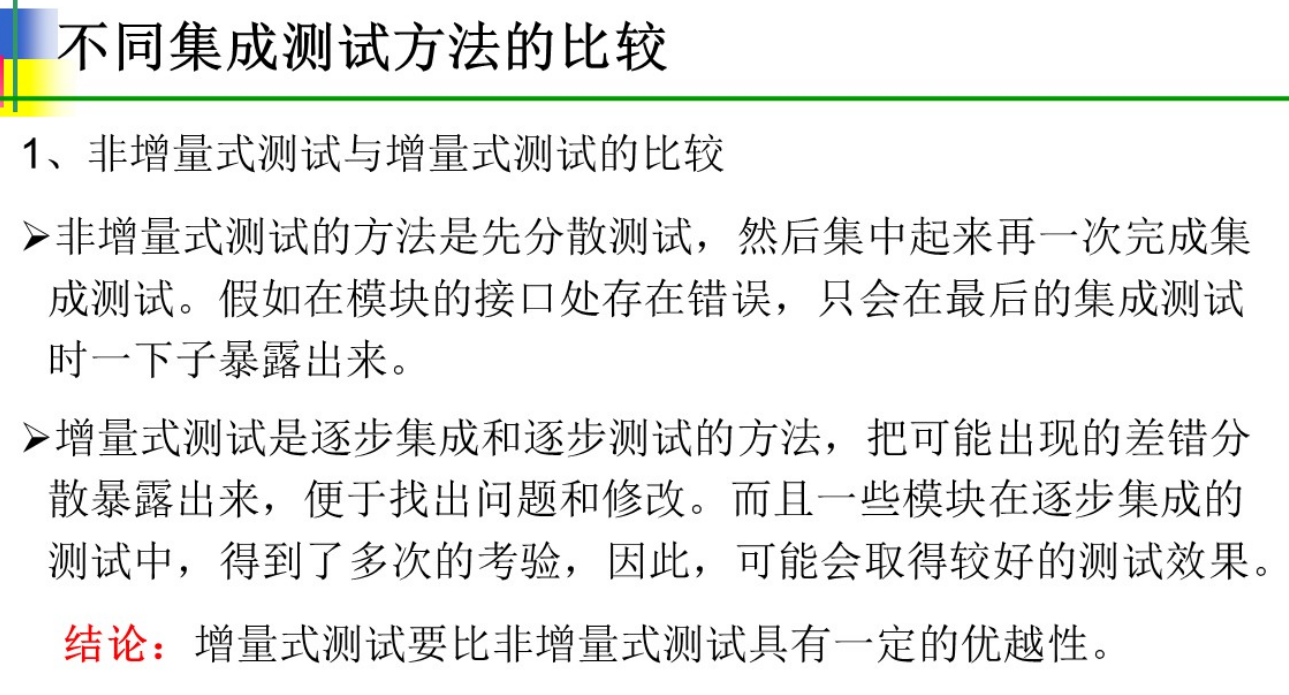 不同集成测试方法的比较
1、非增量式测试与增量式测试的比较
➢非增量式测试的方法是先分散测试，然后集中起来再一次完成集
成测试。假如在模块的接口处存在错误，只会在最后的集成测试
时一下子暴露出来。
➢增量式测试是逐步集成和逐步测试的方法，把可能出现的差错分
散暴露出来，便于找出问题和修改。而且一些模块在逐步集成的
测试中，得到了多次的考验，因此，可能会取得较好的测试效果。
结论：增量式测试要比非增量式测试具有一定的优越性。